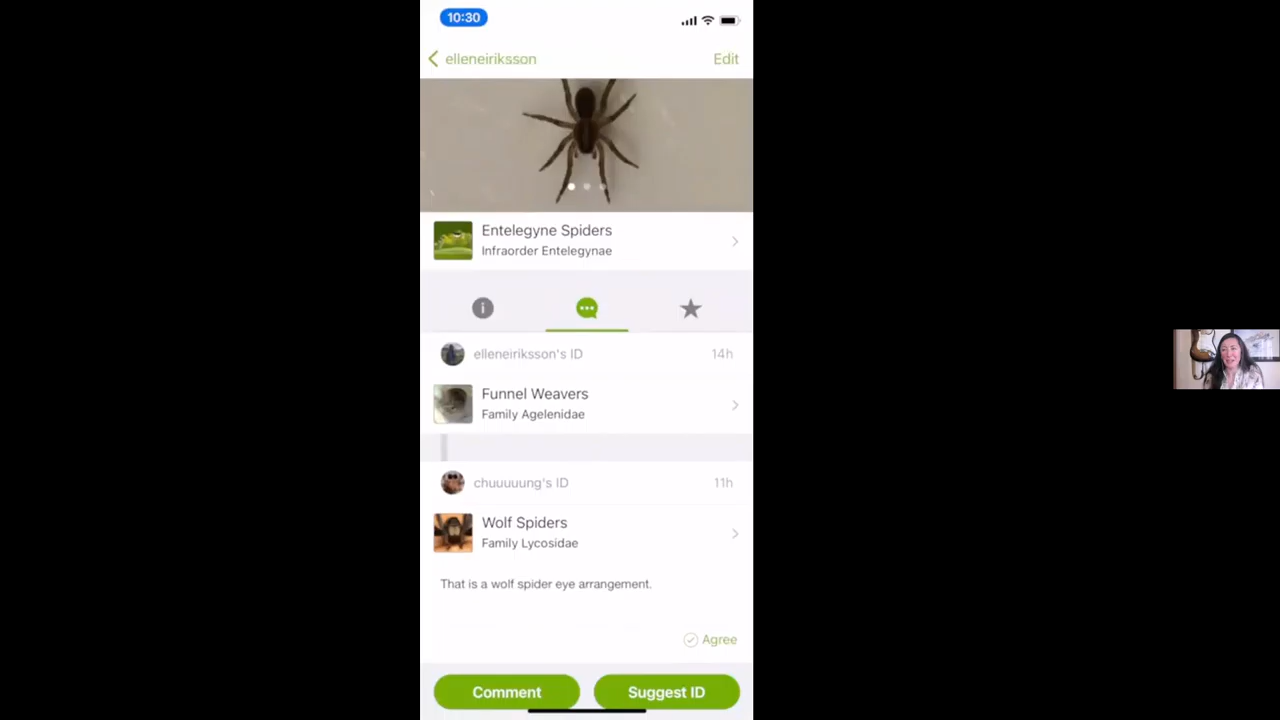 10:30
elleneiriksson
Edit
Entelegyne Spiders
Infraorder Entelegynae
elleneiriksson's ID
14h
Funnel Weavers
Family Agelenidae
chuuuuung's ID
11h
Wolf Spiders
Family Lycosidae
That is a wolf spider eye arrangement.
Agree
Comment
Suggest ID